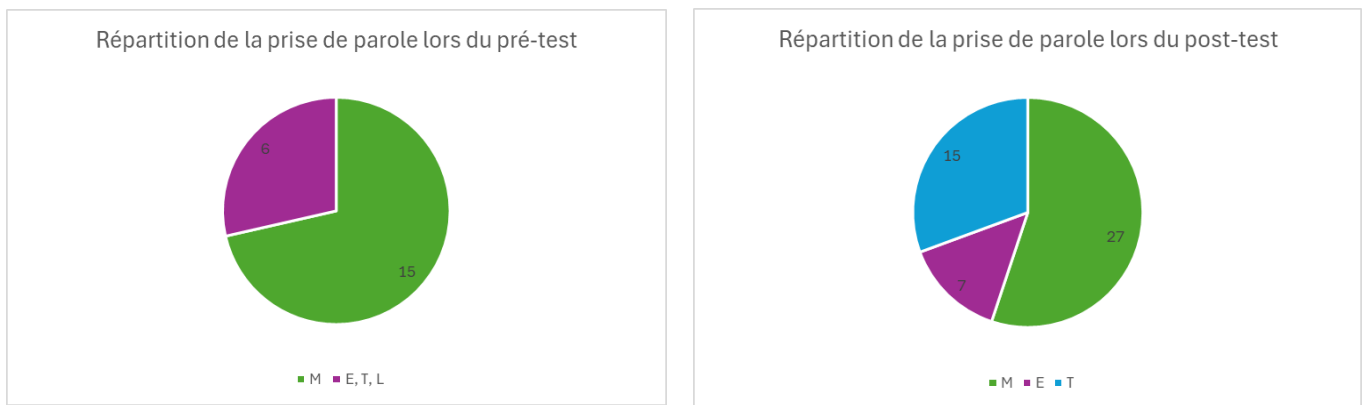 Répartition de la prise de parole lors du pré-test
6
15
M E, T, L
Répartition de la prise de parole lors du post-test
15
27
7
M E T